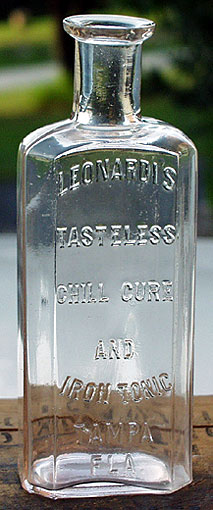 LEONARDI'S
TASTELESS
CHILL CURE
AND
IRON TONIC
TAMPA
FLA